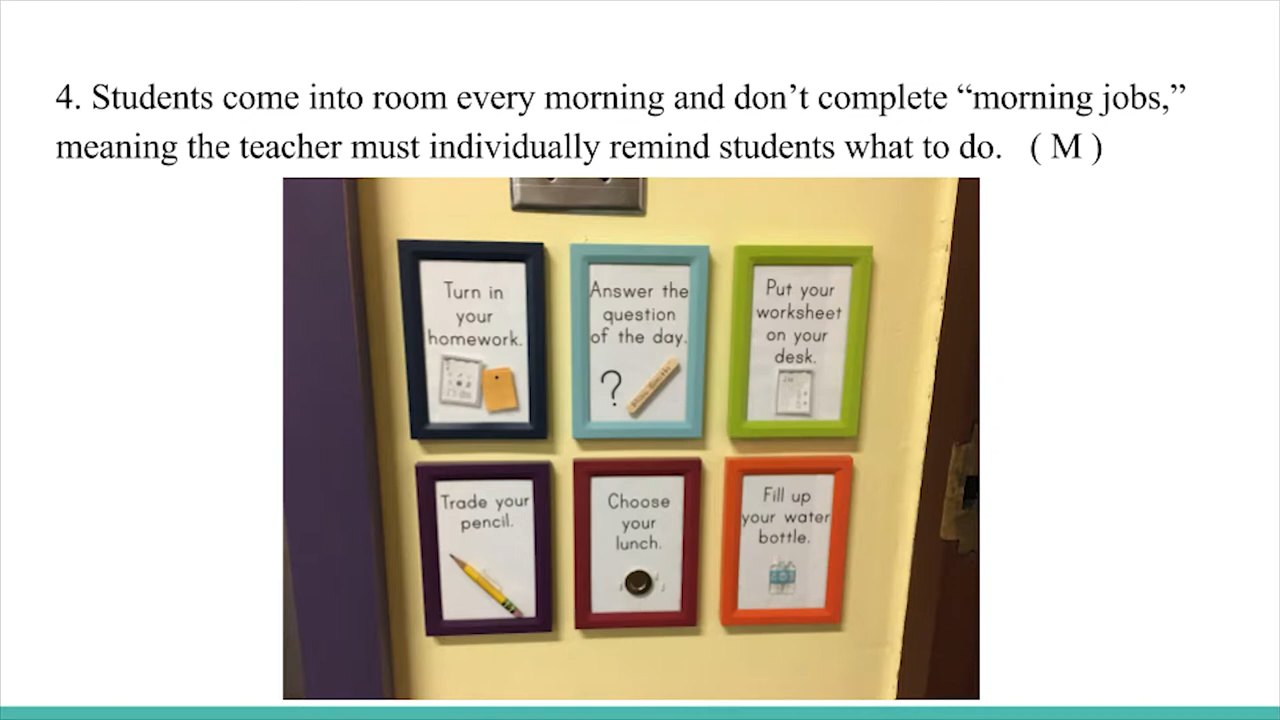 4. Students come into room every morning and don’t complete “morning jobs,”
meaning the teacher must individually remind students what to do. ( M )
Turn in
your
homework.
Answer the
question
of the day.
?
Put your
worksheet
on your
desk.
Trade your
pencil.
Choose
your
lunch.
Fill up
your water
bottle.